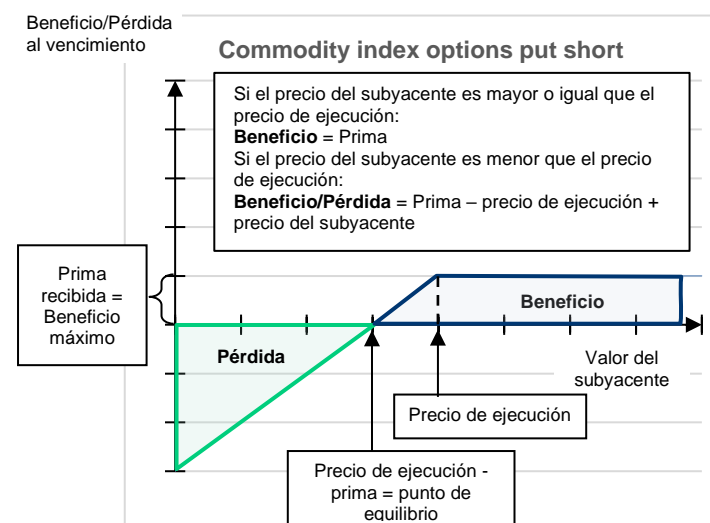 Beneficio/Pérdida
al vencimiento
Commodity index options put short
Si el precio del subyacente es mayor o igual que el
precio de ejecución:
Beneficio = Prima
Si el precio del subyacente es menor que el precio
de ejecución:
Beneficio/Pérdida = Prima – precio de ejecución +
precio del subyacente
Prima
recibida =
Beneficio
máximo
Beneficio
Pérdida
Valor del
subyacente
Precio de ejecución
Precio de ejecución -
prima = punto de
equilibrio